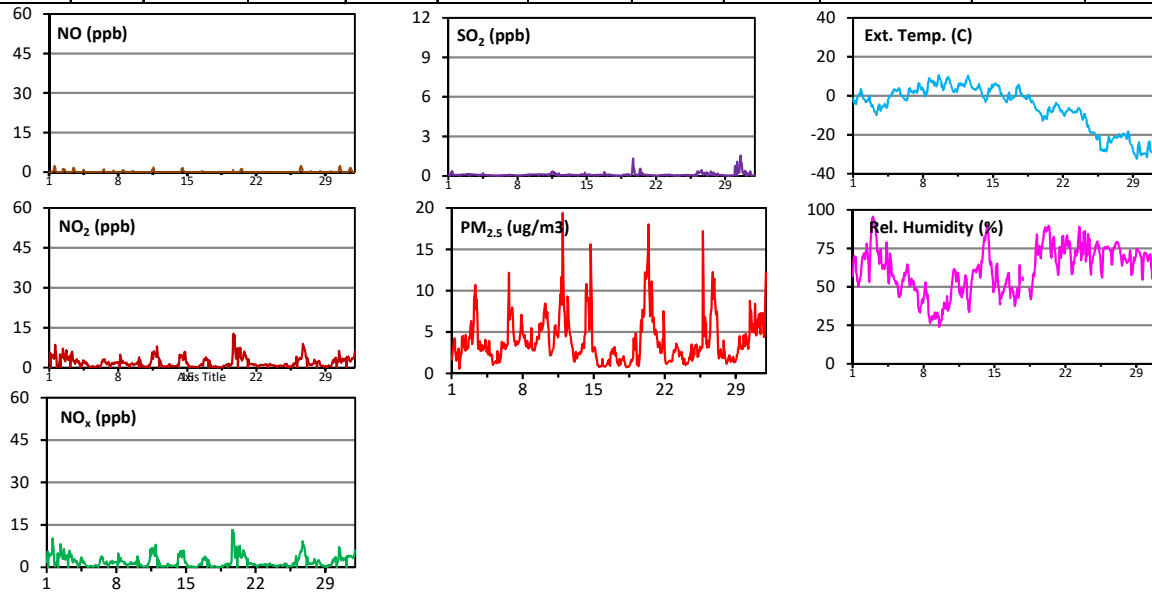 NO (ppb)
60
45
30
15
0
1 8 15 22 29
SO₂ (ppb)
12
9
6
3
0
1 8 15 22 29
Ext. Temp. (C)
40
20
0
-20
-40
1 8 15 22 29
NO₂ (ppb)
60
45
30
15
0
1 8 15 22 29
Axis Title
PM₂.₅ (ug/m3)
20
15
10
5
0
1 8 15 22 29
Rel. Humidity (%)
100
75
50
25
0
1 8 15 22 29
NOₓ (ppb)
60
45
30
15
0
1 8 15 22 29